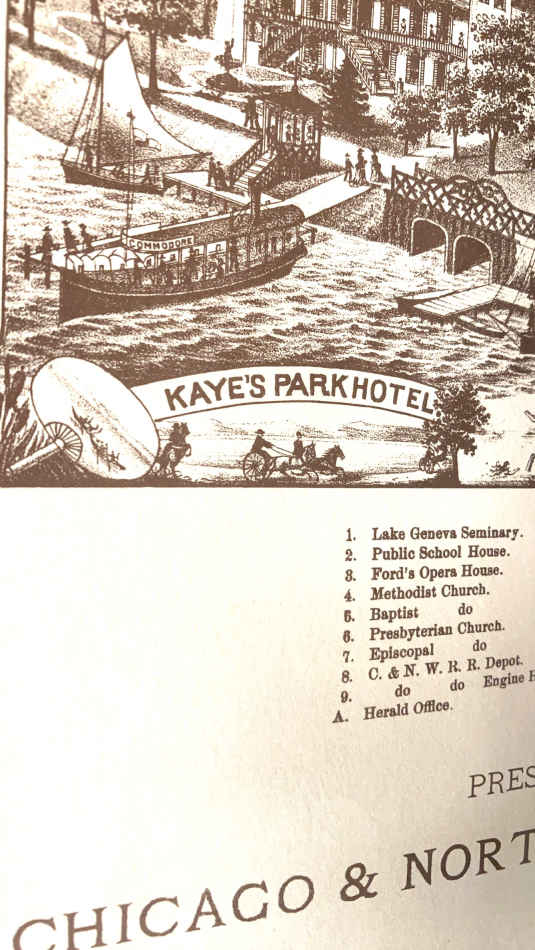 COMMODORE
KAYE'S PARK HOTEL.
1. Lake Geneva Seminary.
2. Public School House.
3. Ford's Opera House.
4. Methodist Church.
5. Baptist do
6. Presbyterian Church.
7. Episcopal do
8. C. & N. W. R. R. Depot.
9. do do Engine H
A. Herald Office.
PRES
CHICAGO & NORT